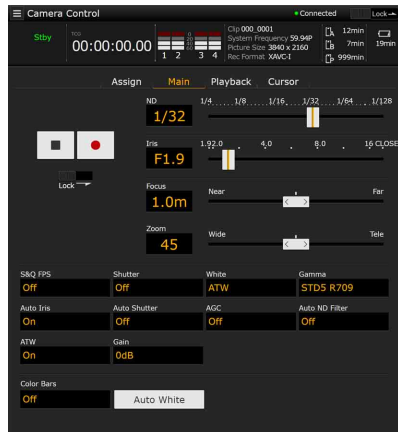 Camera Control
Connected
Lock
Stby
TCG
00:00:00.00
0
20
1 2 3 4
Clip 000_0001
System Frequency 59.94P
Picture Size 3840 x 2160
Rec Format XAVC-I
A 12min
B 7min
P 999min
19min
Assign Main Playback Cursor
ND
1/32
1/4 1/8 1/16 1/32 1/64 1/128
Iris
F1.9
1.92.0 4.0 8.0 16 CLOSE
Lock
Focus
1.0m
Near Far
Zoom
45
Wide Tele
S&Q FPS Shutter White Gamma
Off Off ATW STD5 R709
Auto Iris Auto Shutter AGC Auto ND Filter
On Off Off Off
ATW Gain
On 0dB
Color Bars
Off
Auto White